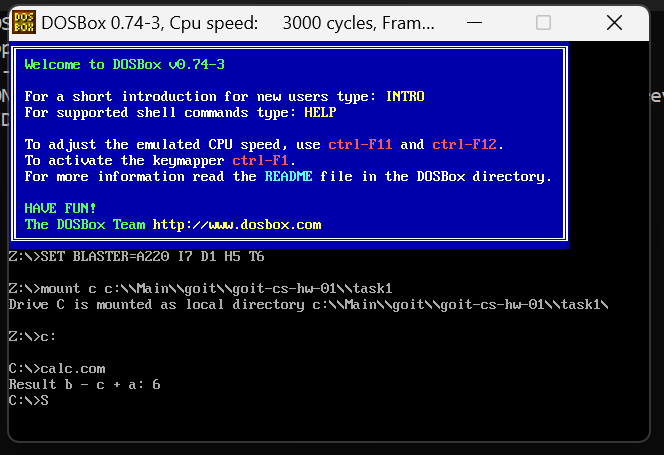 DOSBox 0.74-3, Cpu speed: 3000 cycles, Fram...
Welcome to DOSBox v0.74-3
For a short introduction for new users type: INTRO
For supported shell commands type: HELP
To adjust the emulated CPU speed, use ctrl-F11 and ctrl-F12.
To activate the keymapper ctrl-F1.
For more information read the README file in the DOSBox directory.
HAVE FUN!
The DOSBox Team http://www.dosbox.com
Z:\>SET BLASTER=A220 I7 D1 H5 T6
Z:\>mount c c:\\Main\\goit\\goit-cs-hw-01\\task1
Drive C is mounted as local directory c:\\Main\\goit\\goit-cs-hw-01\\task1\
Z:\>c:
C:\>calc.com
Result b - c + a: 6
C:\>S